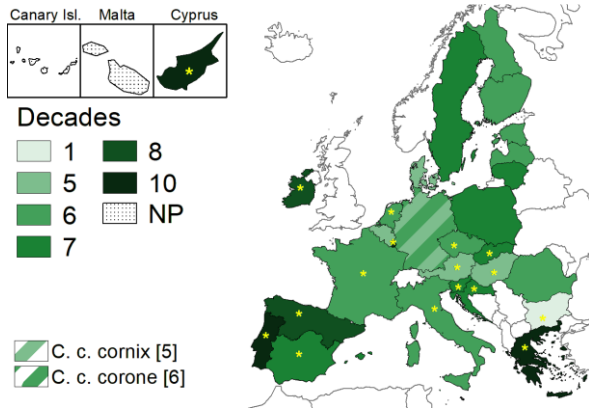 Canary Isl. Malta Cyprus
Decades
1 8
5 10
6 NP
7
C. c. cornix [5]
C. c. corone [6]